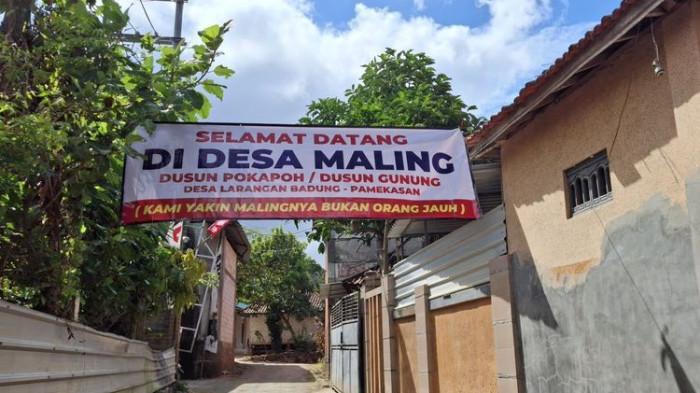 SELAMAT DATANG
DI DESA MALING
DUSUN POKAPOH / DUSUN GUNUNG
DESA LARANGAN BADUNG - PAMEKASAN
( KAMI YAKIN MALINGNYA BUKAN ORANG JAUH )